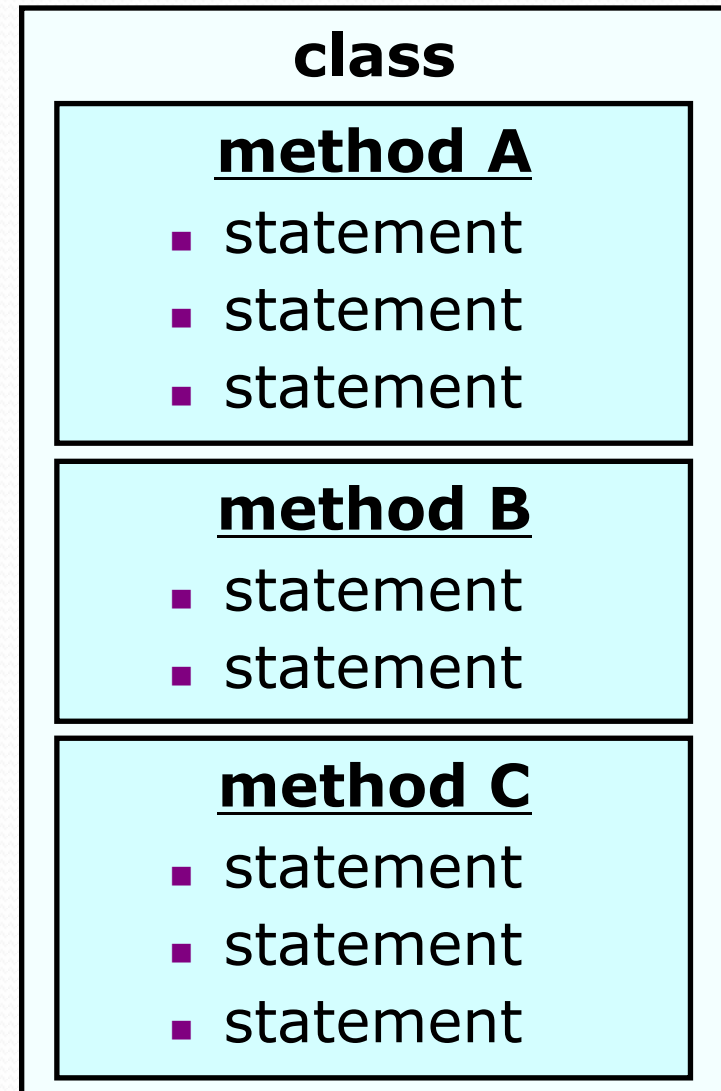 class
method A
▪ statement
▪ statement
▪ statement
method B
▪ statement
▪ statement
method C
▪ statement
▪ statement
▪ statement